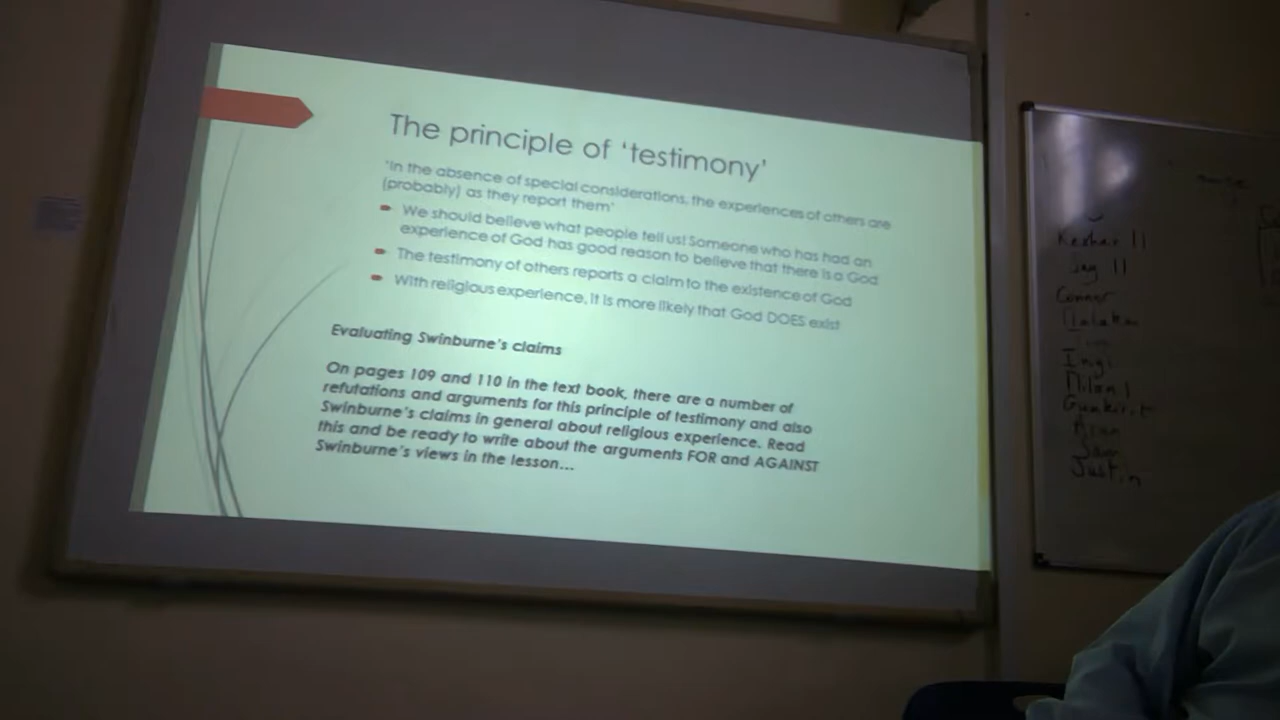 The principle of ‘testimony’
‘In the absence of special considerations, the experiences of others are
(probably) as they report them’
We should believe what people tell us! Someone who has had an
experience of God has good reason to believe that there is a God
The testimony of others reports a claim to the existence of God
With religious experience, it is more likely that God DOES exist
Evaluating Swinburne's claims
On pages 109 and 110 in the text book, there are a number of
refutations and arguments for this principle of testimony and also
Swinburne's claims in general about religious experience. Read
this and be ready to write about the arguments FOR and AGAINST
Swinburne's views in the lesson...
Keshav II
Jay II
Connor
Milan I
Sam
Justin